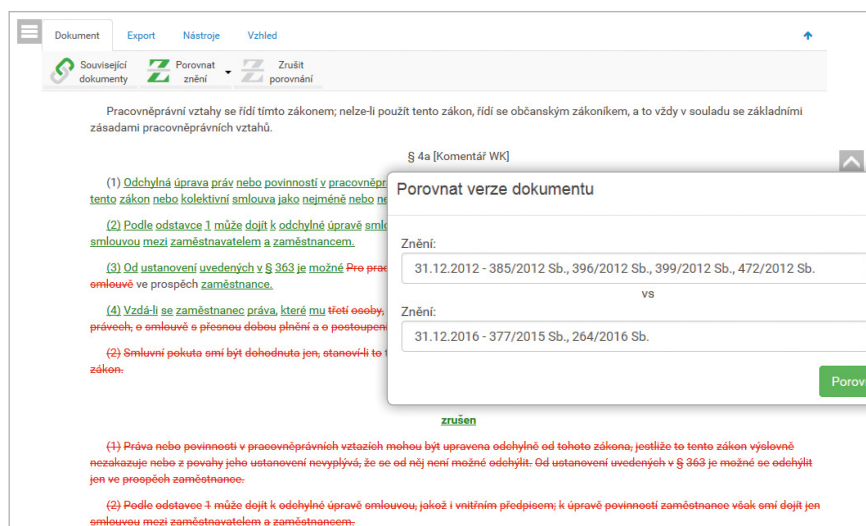 Dokument Export Nástroje Vzhled
Související dokumenty
Porovnat znění
Zrušit porovnání
Pracovněprávní vztahy se řídí tímto zákonem; nelze-li použít tento zákon, řídí se občanským zákoníkem, a to vždy v souladu se základními
zásadami pracovněprávních vztahů.
§ 4a [Komentář WK]
(1) Odchylná úprava práv nebo povinností v
tento zákon nebo kolektivní smlouva jako nejméně nebo
(2) Podle odstavce 1 může dojít k odchylné úpravě
smlouvou mezi zaměstnavatelem a zaměstnancem.
(3) Od ustanovení uvedených v § 363 je možné Pro
smlouvě ve prospěch zaměstnance.
(4) Vzdá-li se zaměstnanec práva, které mu třetí osoby,
právech, o smlouvě s přesnou dobou plnění a o
(2) Smluvní pokuta smí být dohodnuta jen, stanoví-li to
zákon.
Porovnat verze dokumentu
Znění:
31.12.2012 - 385/2012 Sb., 396/2012 Sb., 399/2012 Sb., 472/2012 Sb.
vs
Znění:
31.12.2016 - 377/2015 Sb., 264/2016 Sb.
zrušen
(1) Práva nebo povinnosti v pracovněprávních vztazích mohou být upravena odchylně od tohoto zákona, jestliže to tento zákon výslovně
nezakazuje nebo z povahy jeho ustanovení nevyplývá, že se od něj není možné odchýlit. Od ustanovení uvedených v § 363 je možné se odchýlit
jen ve prospěch zaměstnance.
(2) Podle odstavce 1 může dojít k odchylné úpravě smlouvou, jakož i vnitřním předpisem; k úpravě povinností zaměstnance však smí dojít jen
smlouvou mezi zaměstnavatelem a zaměstnancem.